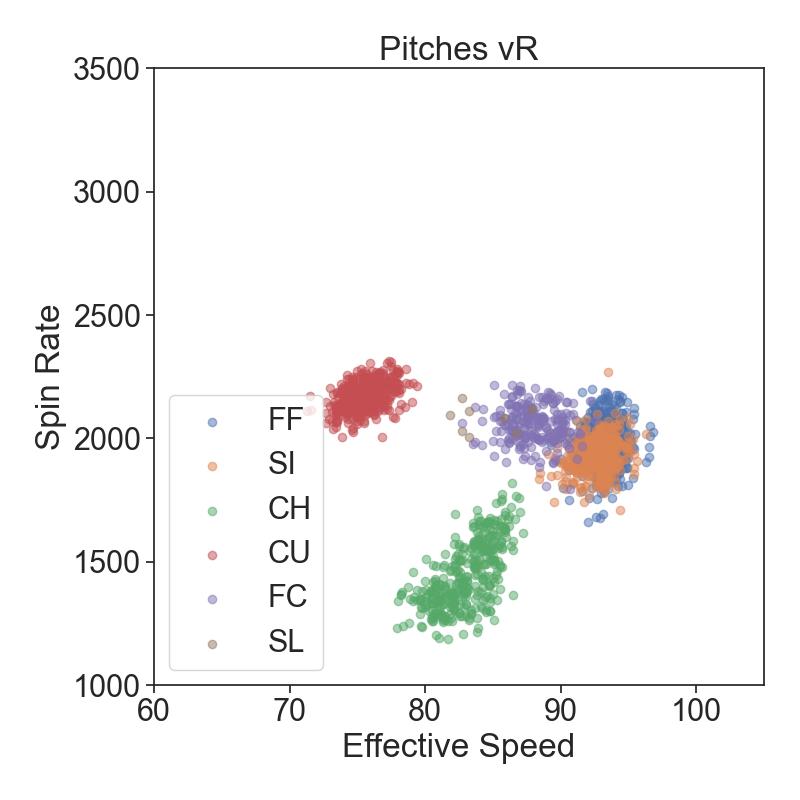 Pitches vR
3500
3000
2500
2000
1500
1000
Spin Rate
FF
SI
CH
CU
FC
SL
60 70 80 90 100
Effective Speed